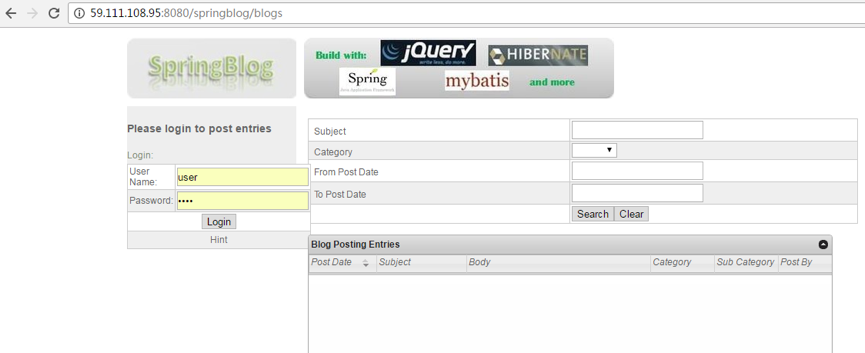 59.111.108.95:8080/springblog/blogs
SpringBlog
Build with: jQuery write less, do more. HIBERNATE
Spring mybatis and more
Please login to post entries
Login:
User Name: user
Password: ••••
Login
Hint
Subject
Category
From Post Date
To Post Date
Search Clear
Blog Posting Entries
Post Date Subject Body Category Sub Category Post By